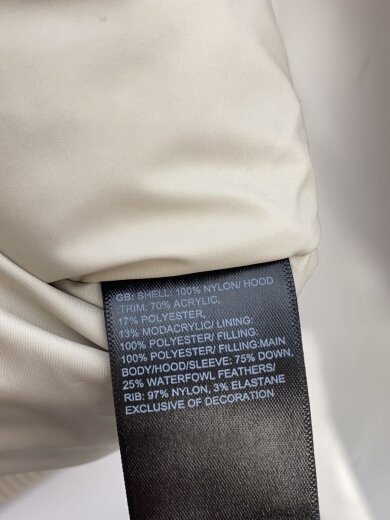 GB: SHELL: 100% NYLON/ HOOD
TRIM: 70% ACRYLIC,
17% POLYESTER,
13% MODACRYLIC/ LINING:
100% POLYESTER/ FILLING:
100% POLYESTER/ FILLING:MAIN
BODY/HOOD/SLEEVE: 75% DOWN,
25% WATERFOWL FEATHERS/
RIB: 97% NYLON, 3% ELASTANE
EXCLUSIVE OF DECORATION